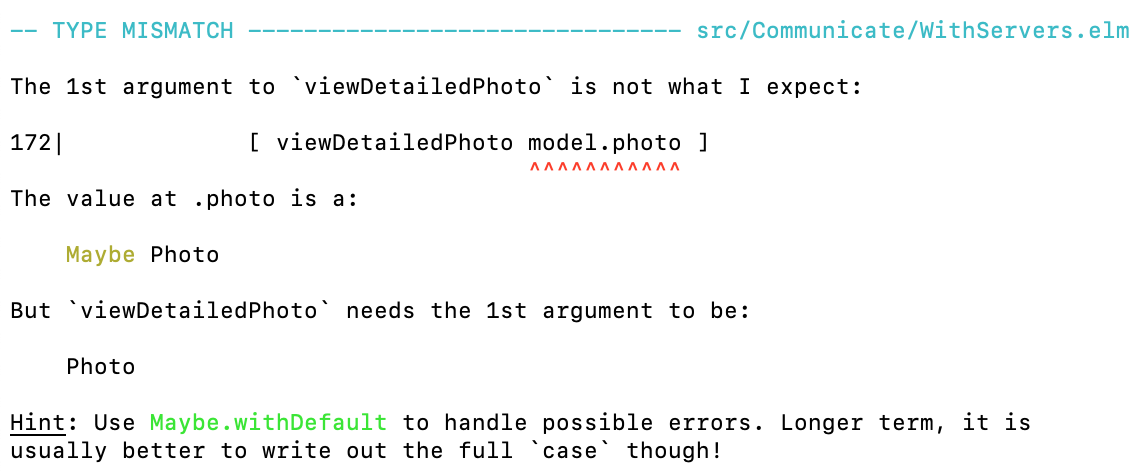 -- TYPE MISMATCH ------------------------------- src/Communicate/WithServers.elm
The 1st argument to `viewDetailedPhoto` is not what I expect:
172|             [ viewDetailedPhoto model.photo ]
^^^^^^^^^^^
The value at .photo is a:
Maybe Photo
But `viewDetailedPhoto` needs the 1st argument to be:
Photo
Hint: Use Maybe.withDefault to handle possible errors. Longer term, it is
usually better to write out the full `case` though!